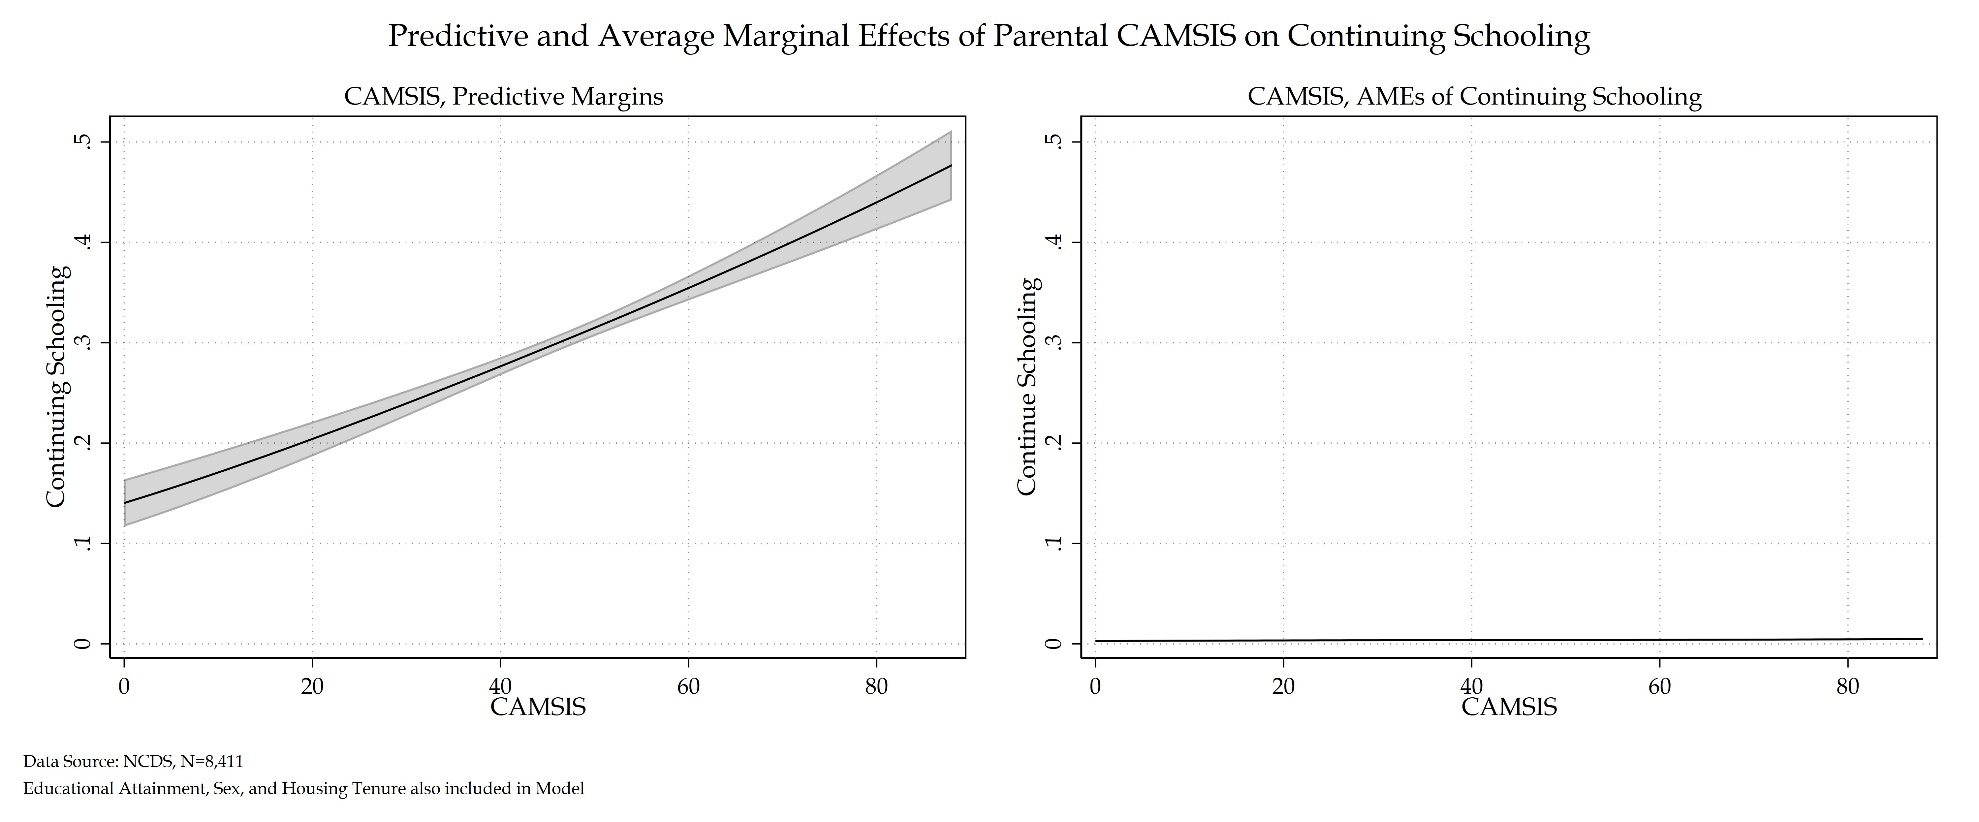 Predictive and Average Marginal Effects of Parental CAMSIS on Continuing Schooling
CAMSIS, Predictive Margins
Continuing Schooling
.5
.4
.3
.2
.1
0
0 20 40 60 80
CAMSIS
CAMSIS, AMEs of Continuing Schooling
Continue Schooling
.5
.4
.3
.2
.1
0
0 20 40 60 80
CAMSIS
Data Source: NCDS, N=8,411
Educational Attainment, Sex, and Housing Tenure also included in Model